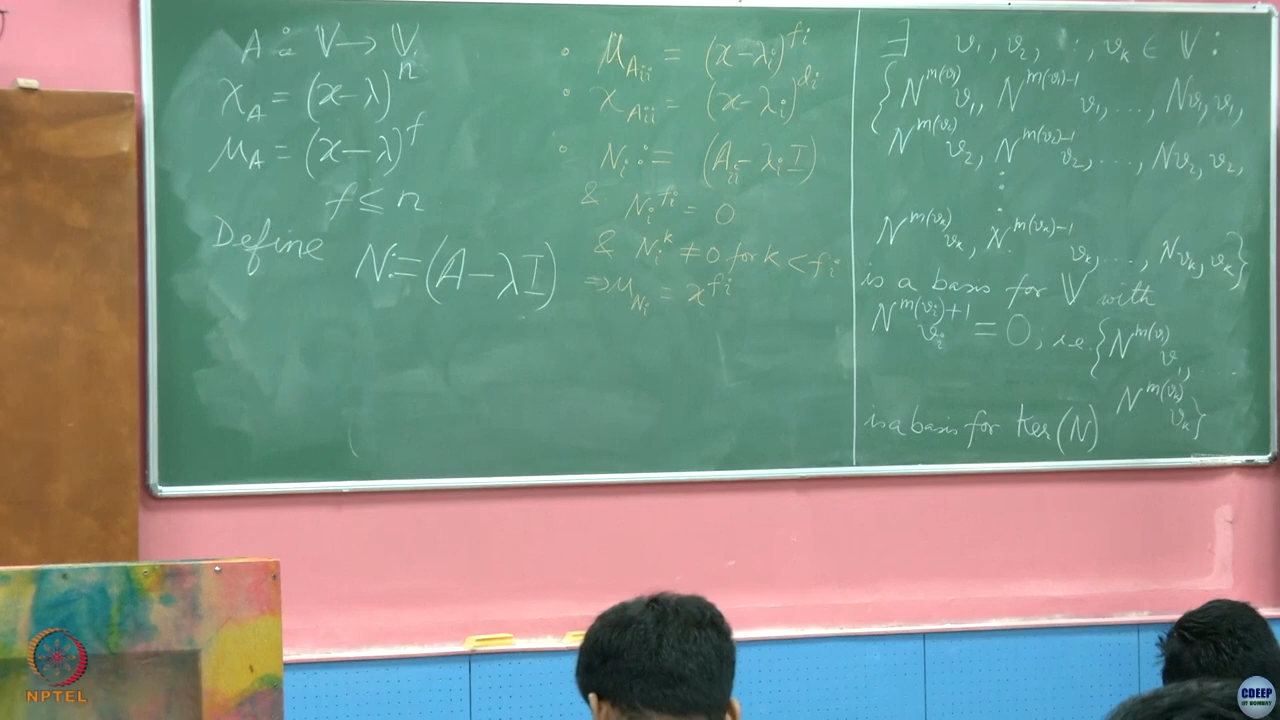 A : 𝕍 → 𝕍
χ_A = (x-λ)^n
μ_A = (x-λ)^f
f ≤ n
Define N := (A - λI)
• μ_{A_ii} = (x-λ_i)^{f_i}
• χ_{A_ii} = (x-λ_i)^{d_i}
• N_i := (A_ii - λ_i I)
& N_i^{f_i} = 0
& N_i^k ≠ 0 for k < f_i
⇒ μ_{N_i} = x^{f_i}
∃ v_1, v_2, ..., v_k ∈ 𝕍 :
{N^{m(v_1)} v_1, N^{m(v_1)-1} v_1, ..., Nv_1, v_1,
N^{m(v_2)} v_2, N^{m(v_2)-1} v_2, ..., Nv_2, v_2,
⋮
N^{m(v_k)} v_k, N^{m(v_k)-1} v_k, ..., Nv_k, v_k}
is a basis for 𝕍 with
N^{m(v_i)+1} v_i = 0; i.e. {N^{m(v_1)} v_1,
N^{m(v_k)} v_k}
is a basis for ker(N)
NPTEL
CDEEP
IIT BOMBAY